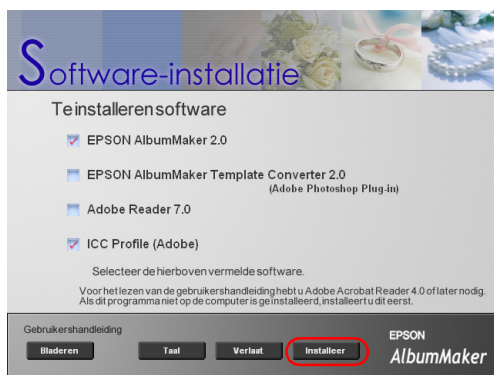 Software-installatie
Te installeren software
EPSON AlbumMaker 2.0
EPSON AlbumMaker Template Converter 2.0
(Adobe Photoshop Plug-in)
Adobe Reader 7.0
ICC Profile (Adobe)
Selecteer de hierboven vermelde software.
Voor het lezen van de gebruikershandleiding hebt u Adobe Acrobat Reader 4.0 of later nodig.
Als dit programma niet op de computer is geïnstalleerd, installeert u dit eerst.
Gebruikershandleiding
Bladeren
Taal
Verlaat
Installeer
EPSON
AlbumMaker